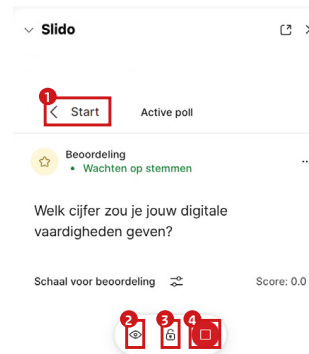 Slido
1
Start Active poll
Beoordeling
• Wachten op stemmen
Welk cijfer zou je jouw digitale
vaardigheden geven?
Schaal voor beoordeling Score: 0.0
2 3 4